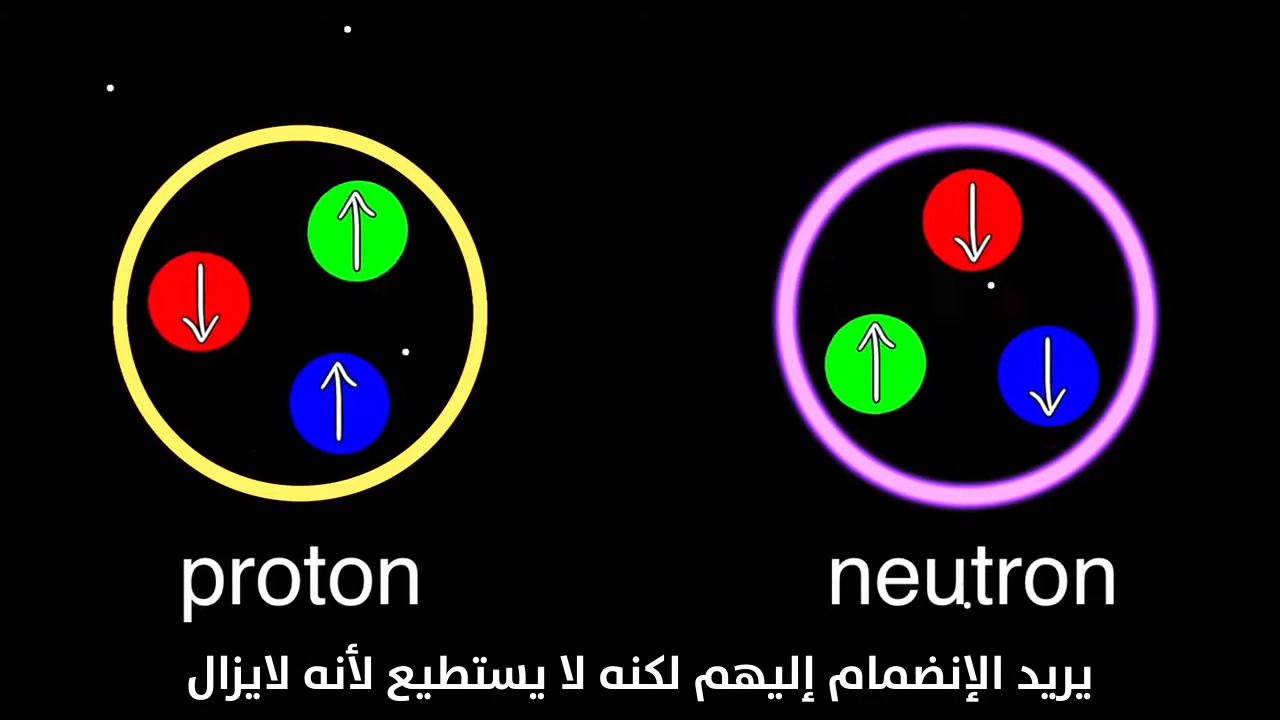 proton
neutron
يريد الإنضمام إليهم لكنه لا يستطيع لأنه لايزال